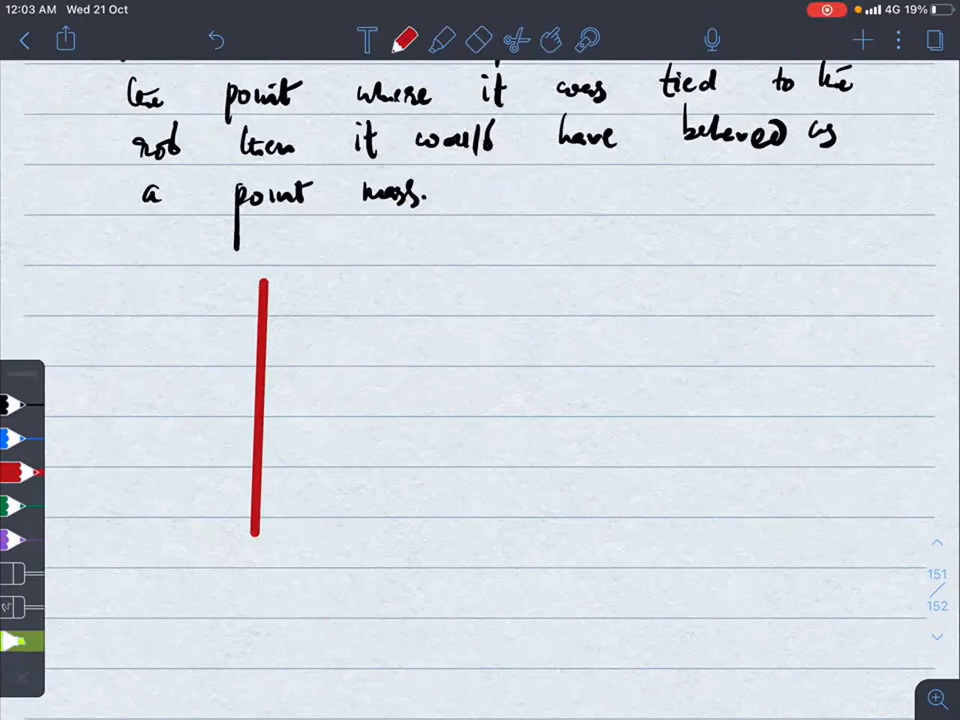 12:03 AM Wed 21 Oct
4G 19%
T
the point where it was tied to the
rod then it would have behaved as
a point mass.
151
152